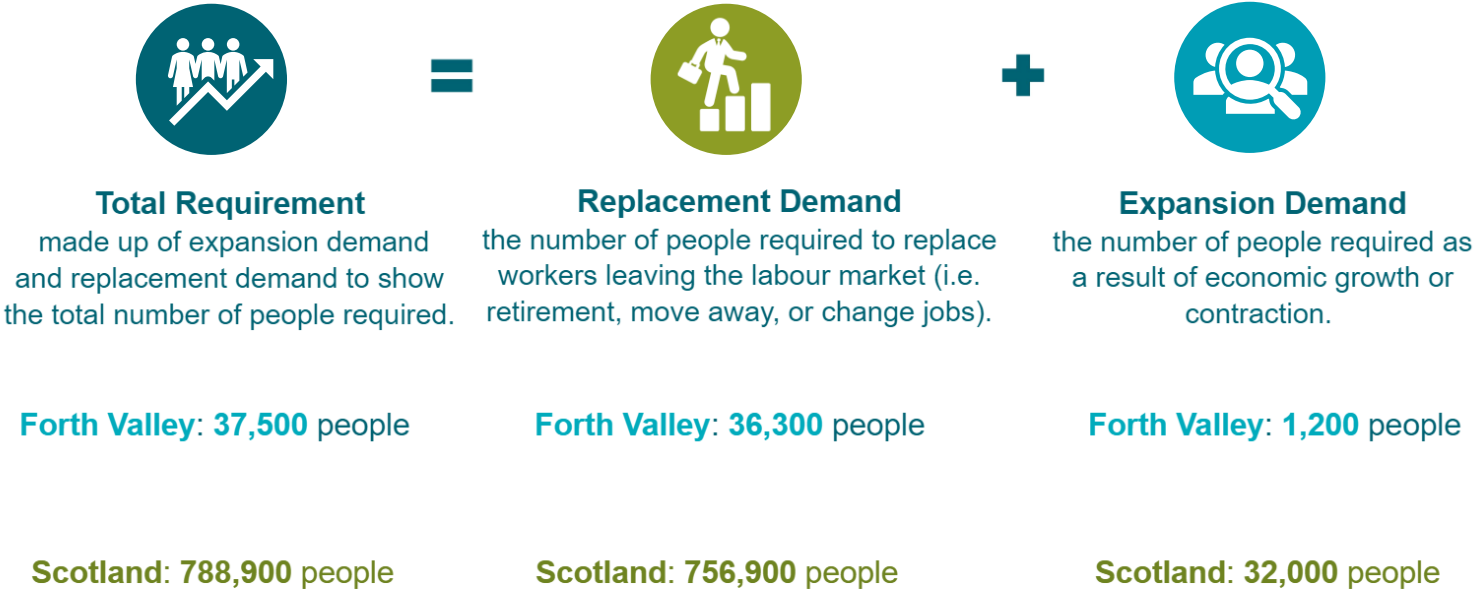 =
+
Total Requirement
made up of expansion demand
and replacement demand to show
the total number of people required.
Replacement Demand
the number of people required to replace
workers leaving the labour market (i.e.
retirement, move away, or change jobs).
Expansion Demand
the number of people required as
a result of economic growth or
contraction.
Forth Valley: 37,500 people
Forth Valley: 36,300 people
Forth Valley: 1,200 people
Scotland: 788,900 people
Scotland: 756,900 people
Scotland: 32,000 people